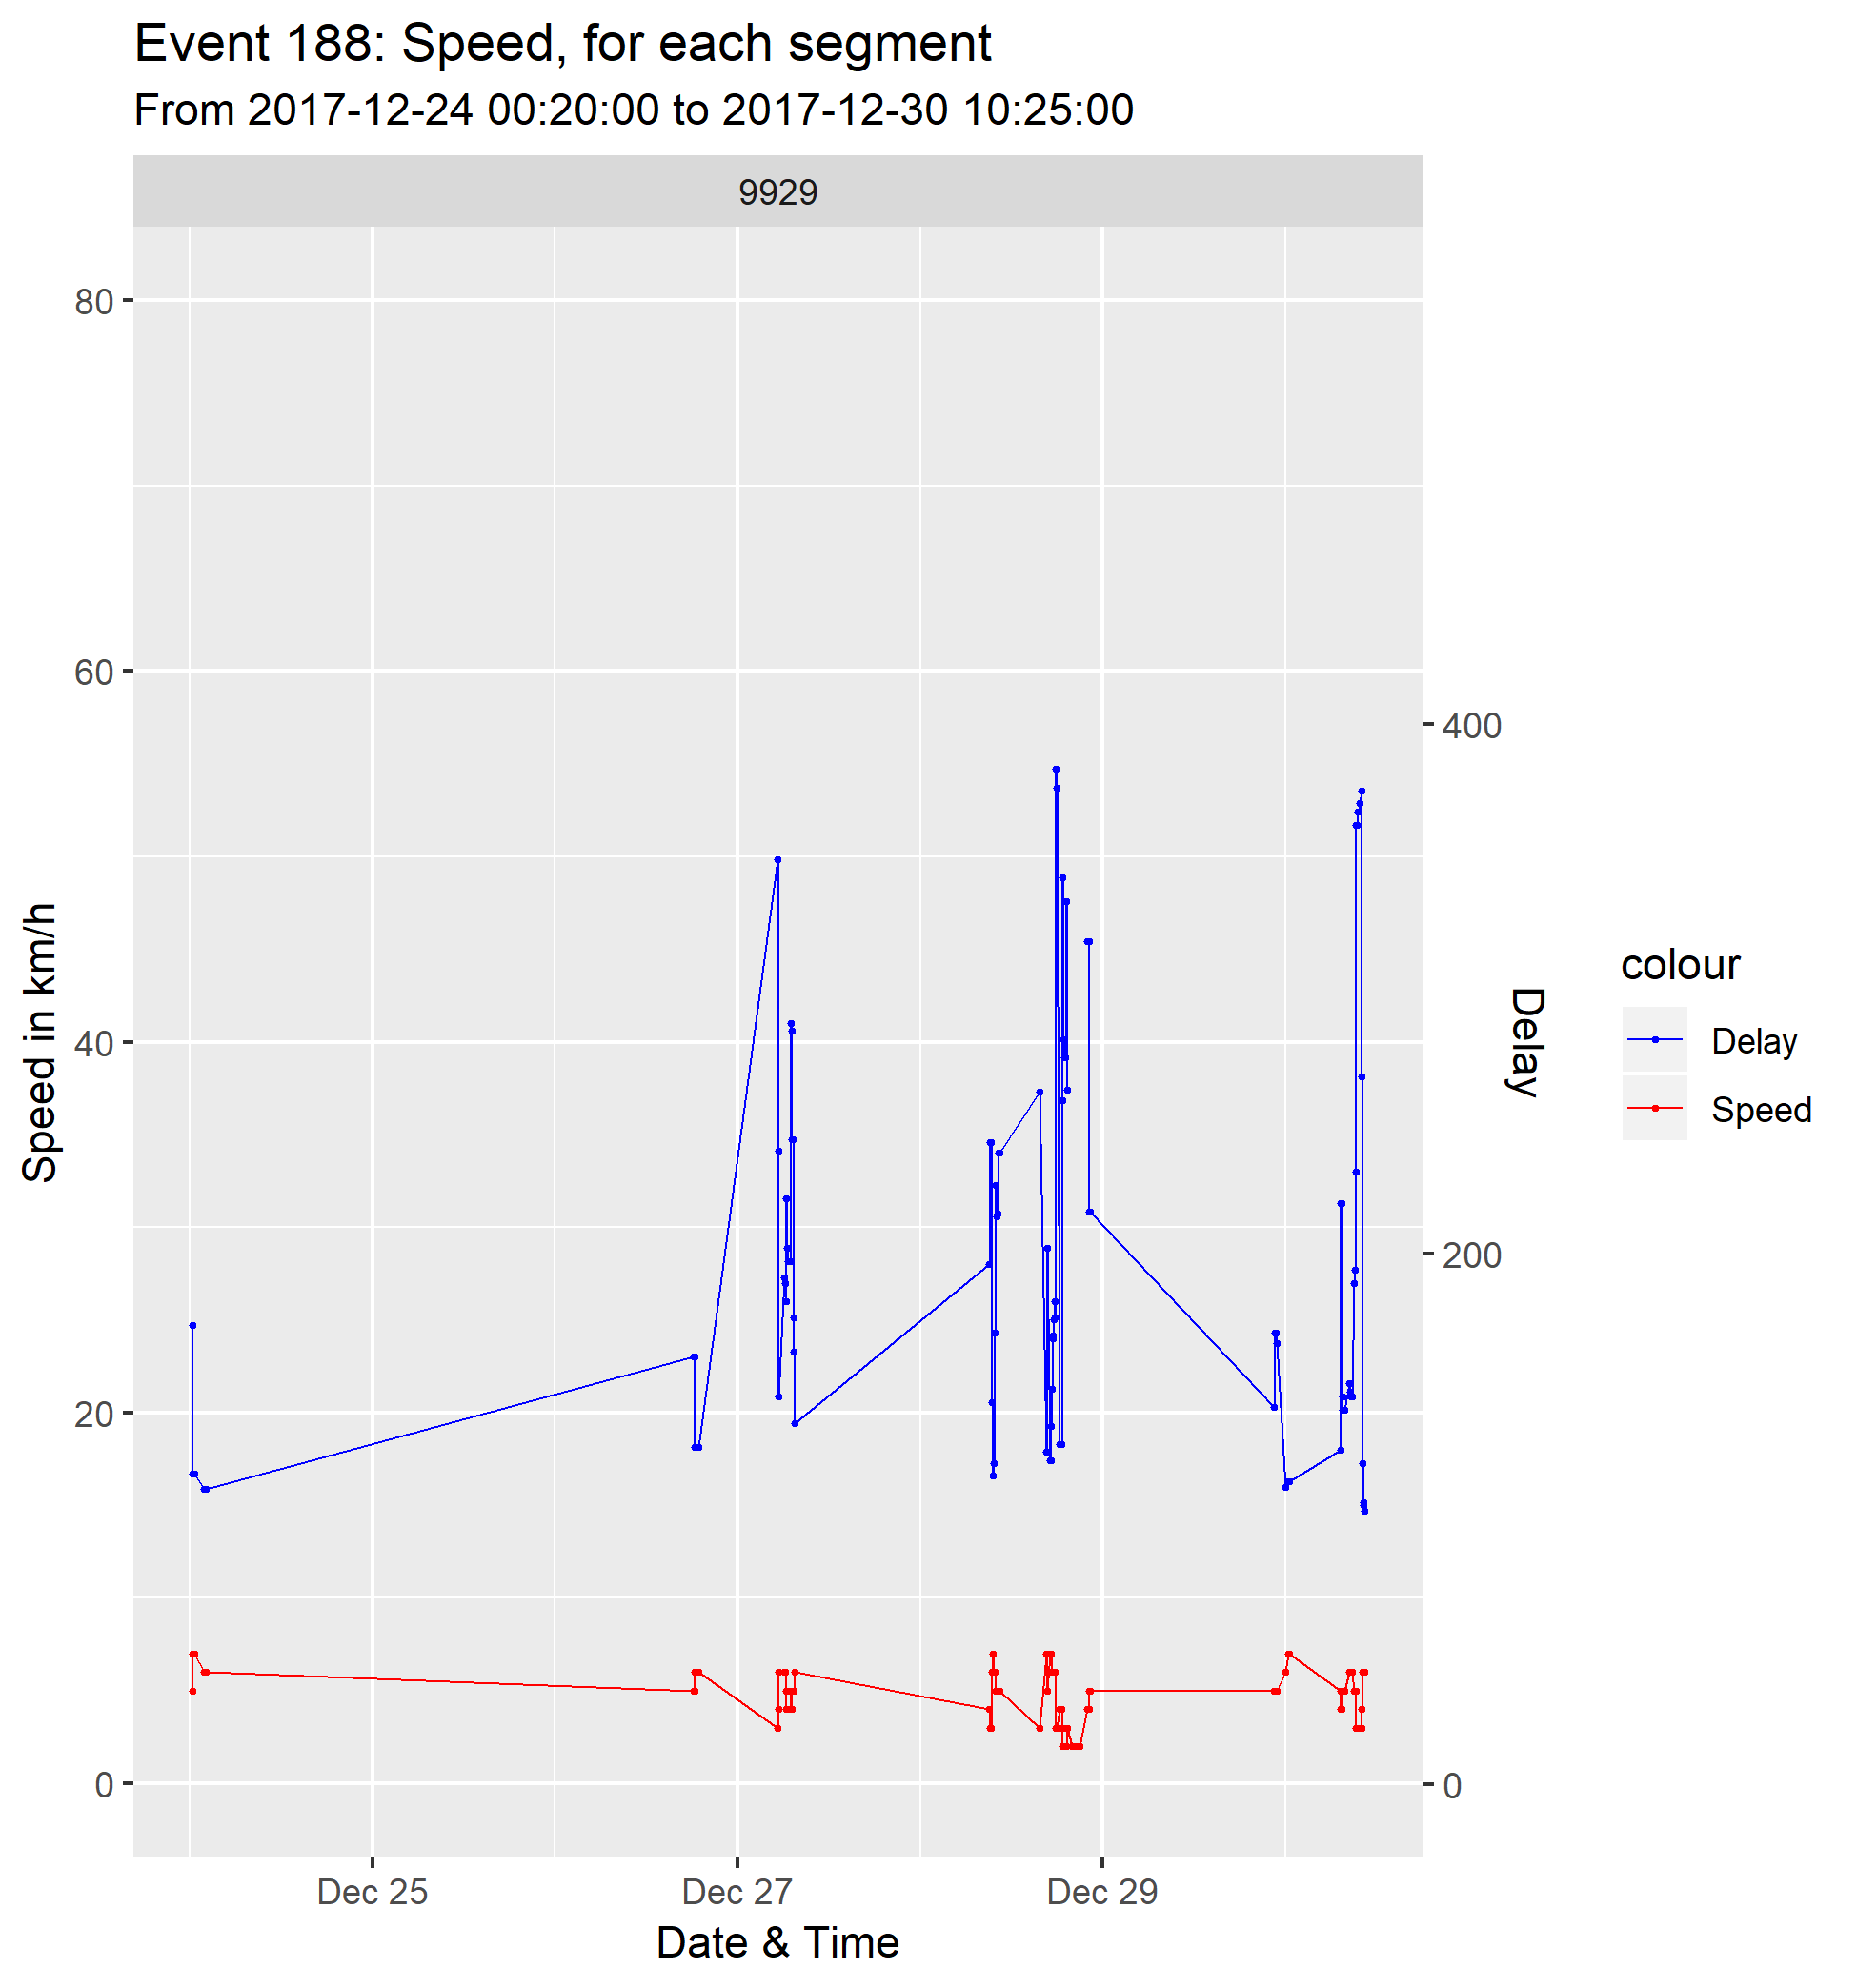 Event 188: Speed, for each segment
From 2017-12-24 00:20:00 to 2017-12-30 10:25:00
9929
80
60
40
20
0
Speed in km/h
400
200
0
Delay
Dec 25
Dec 27
Dec 29
Date & Time
colour
Delay
Speed